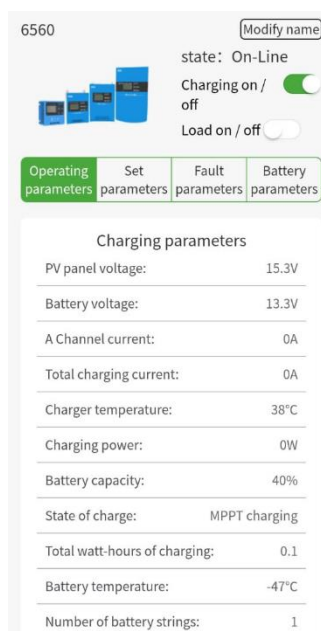 6560
Modify name
state: On-Line
Charging on /
off
Load on / off
Operating
parameters
Set
parameters
Fault
parameters
Battery
parameters
Charging parameters
PV panel voltage: 15.3V
Battery voltage: 13.3V
A Channel current: 0A
Total charging current: 0A
Charger temperature: 38°C
Charging power: 0W
Battery capacity: 40%
State of charge: MPPT charging
Total watt-hours of charging: 0.1
Battery temperature: -47°C
Number of battery strings: 1